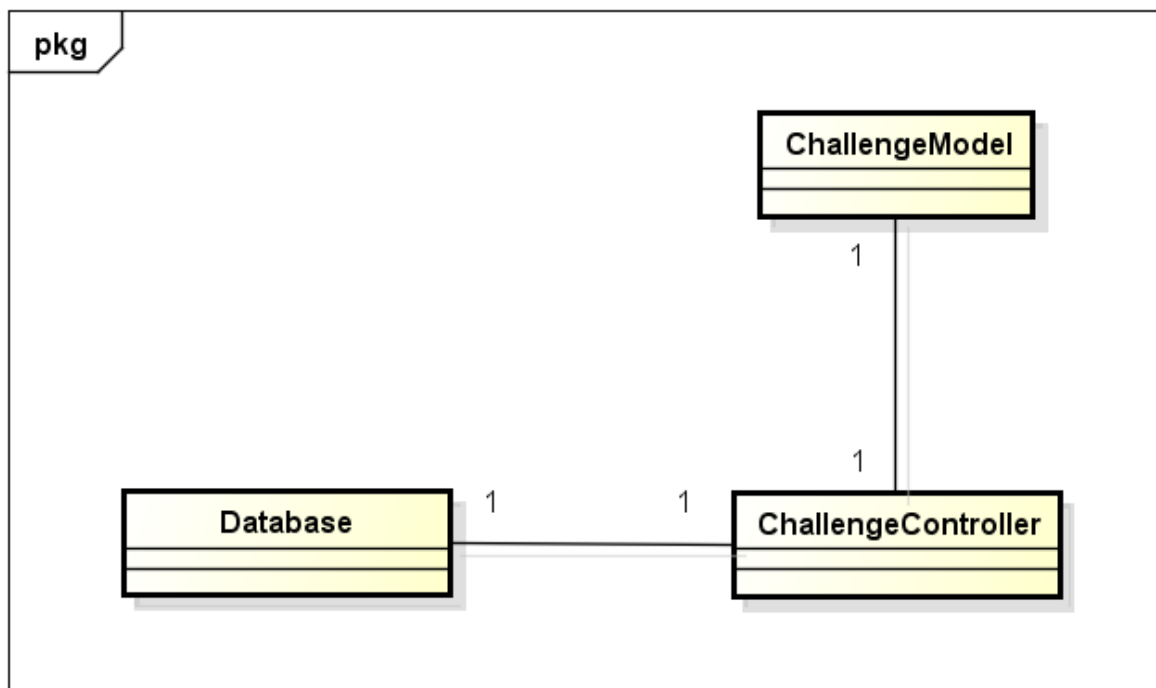 pkg
ChallengeModel
1
1
Database
1
1
ChallengeController